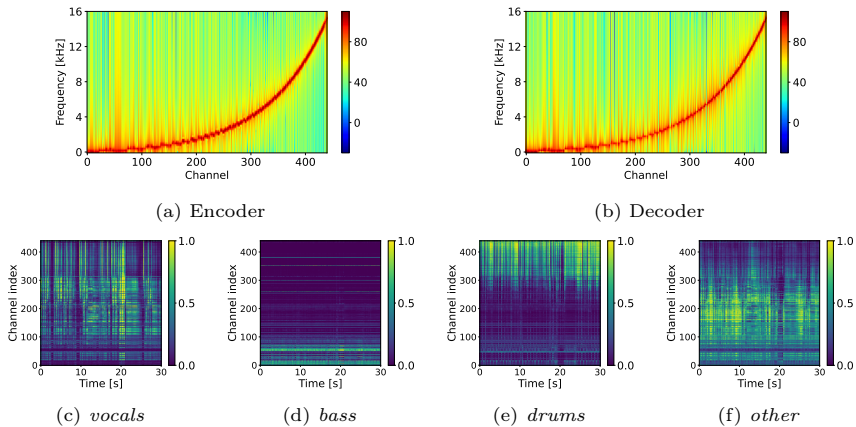 16
12
8
4
0
Frequency [kHz]
0 100 200 300 400
Channel
80
40
0
16
12
8
4
0
Frequency [kHz]
0 100 200 300 400
Channel
80
40
0
(a) Encoder
(b) Decoder
400
300
200
100
0
Channel index
0 10 20 30
Time [s]
1.0
0.5
0.0
400
300
200
100
0
Channel index
0 10 20 30
Time [s]
1.0
0.5
0.0
400
300
200
100
0
Channel index
0 10 20 30
Time [s]
1.0
0.5
0.0
400
300
200
100
0
Channel index
0 10 20 30
Time [s]
1.0
0.5
0.0
(c) vocals
(d) bass
(e) drums
(f) other